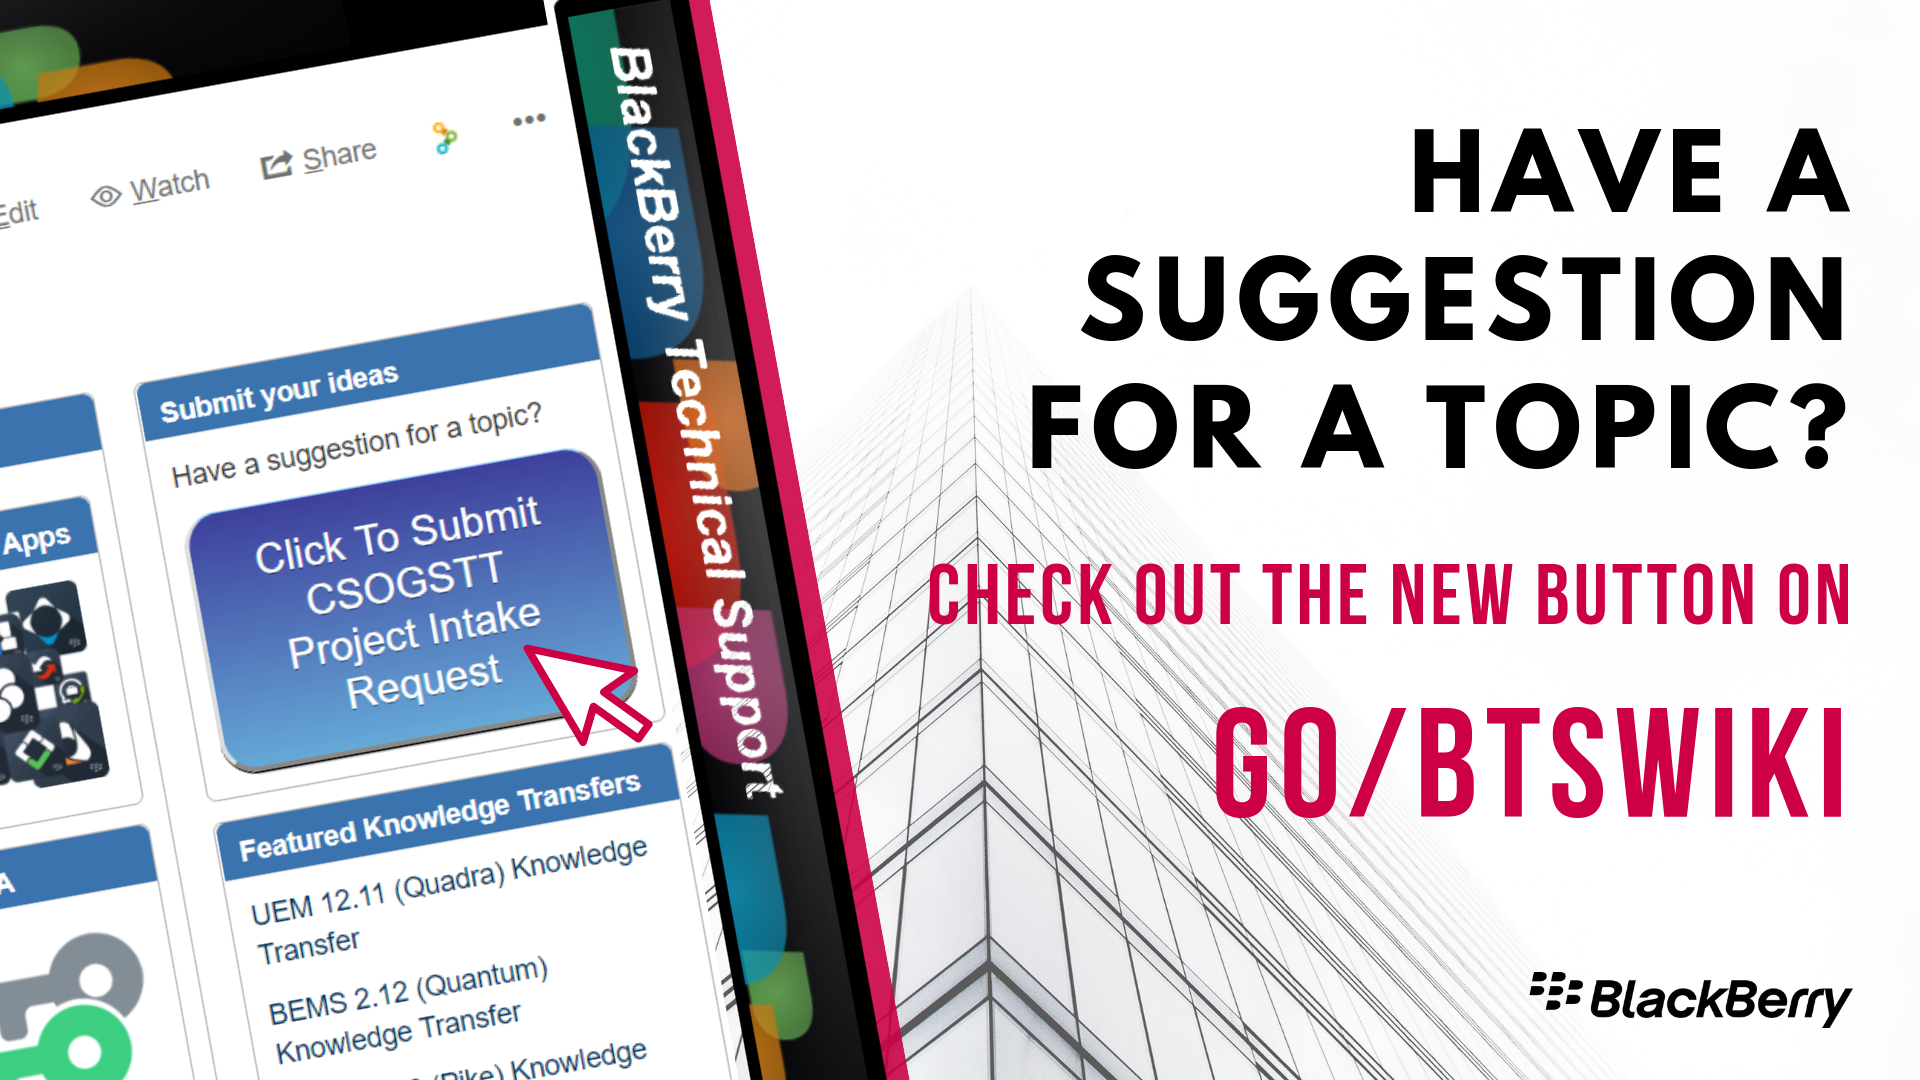 Edit
Watch
Share
•••
Submit your ideas
Have a suggestion for a topic?
Click To Submit
CSOGSTT
Project Intake
Request
Apps
A
Featured Knowledge Transfers
UEM 12.11 (Quadra) Knowledge
Transfer
BEMS 2.12 (Quantum)
Knowledge Transfer
(Pike) Knowledge
BlackBerry Technical Support
HAVE A
SUGGESTION
FOR A TOPIC?
CHECK OUT THE NEW BUTTON ON
GO/BTSWIKI
BlackBerry